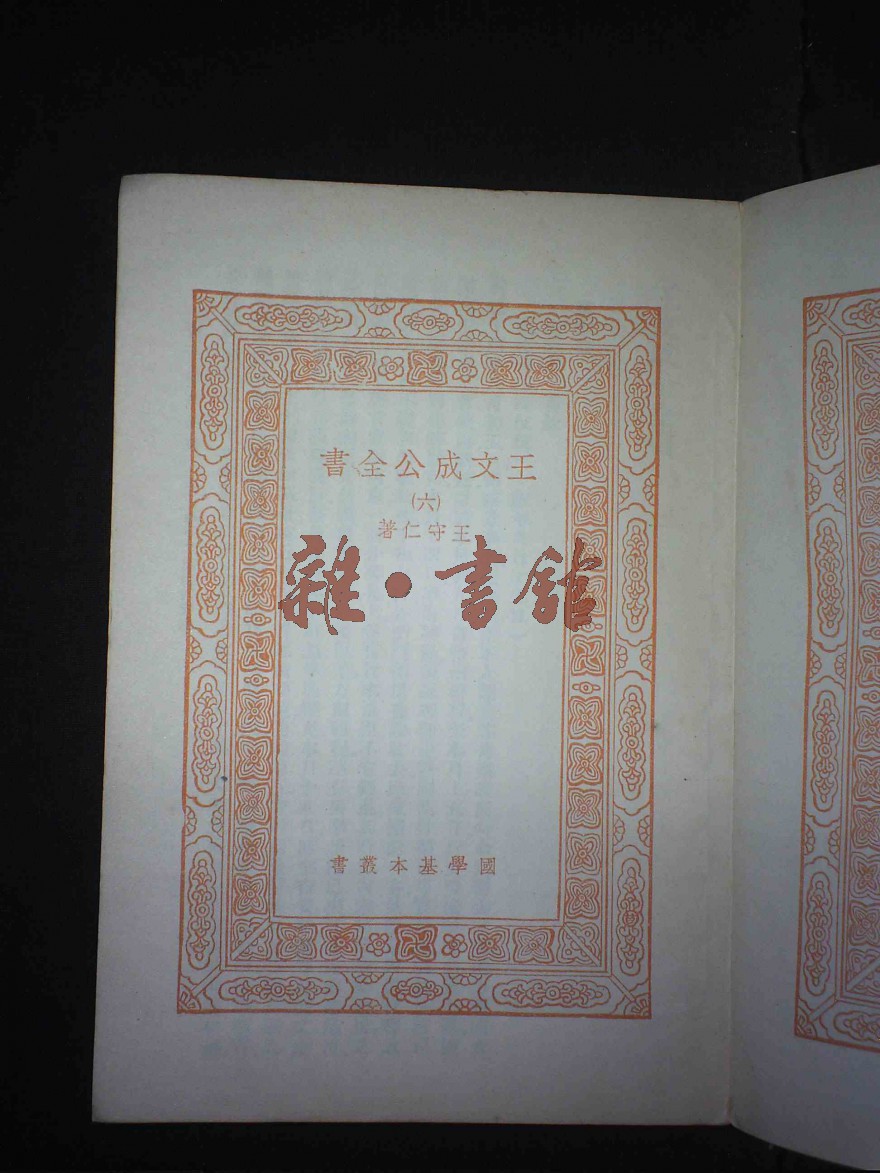 王文成公全書
(六)
王守仁著
雜·書館
國學基本叢書